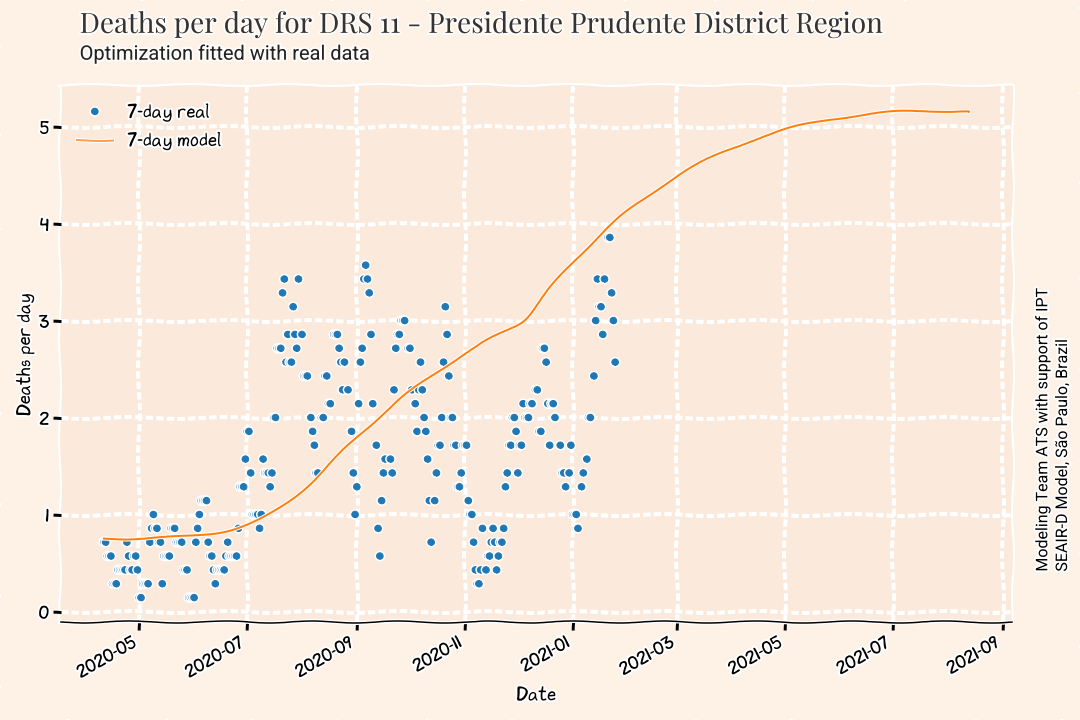 Deaths per day for DRS 11 - Presidente Prudente District Region
Optimization fitted with real data
7-day real
7-day model
5
4
3
2
1
0
Deaths per day
2020-05
2020-07
2020-09
2020-11
2021-01
2021-03
2021-05
2021-07
2021-09
Date
Modeling Team ATS with support of IPT
SEAIR-D Model, São Paulo, Brazil